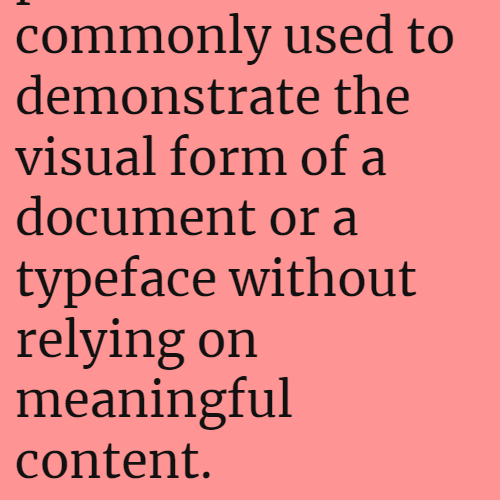 commonly used to
demonstrate the
visual form of a
document or a
typeface without
relying on
meaningful
content.